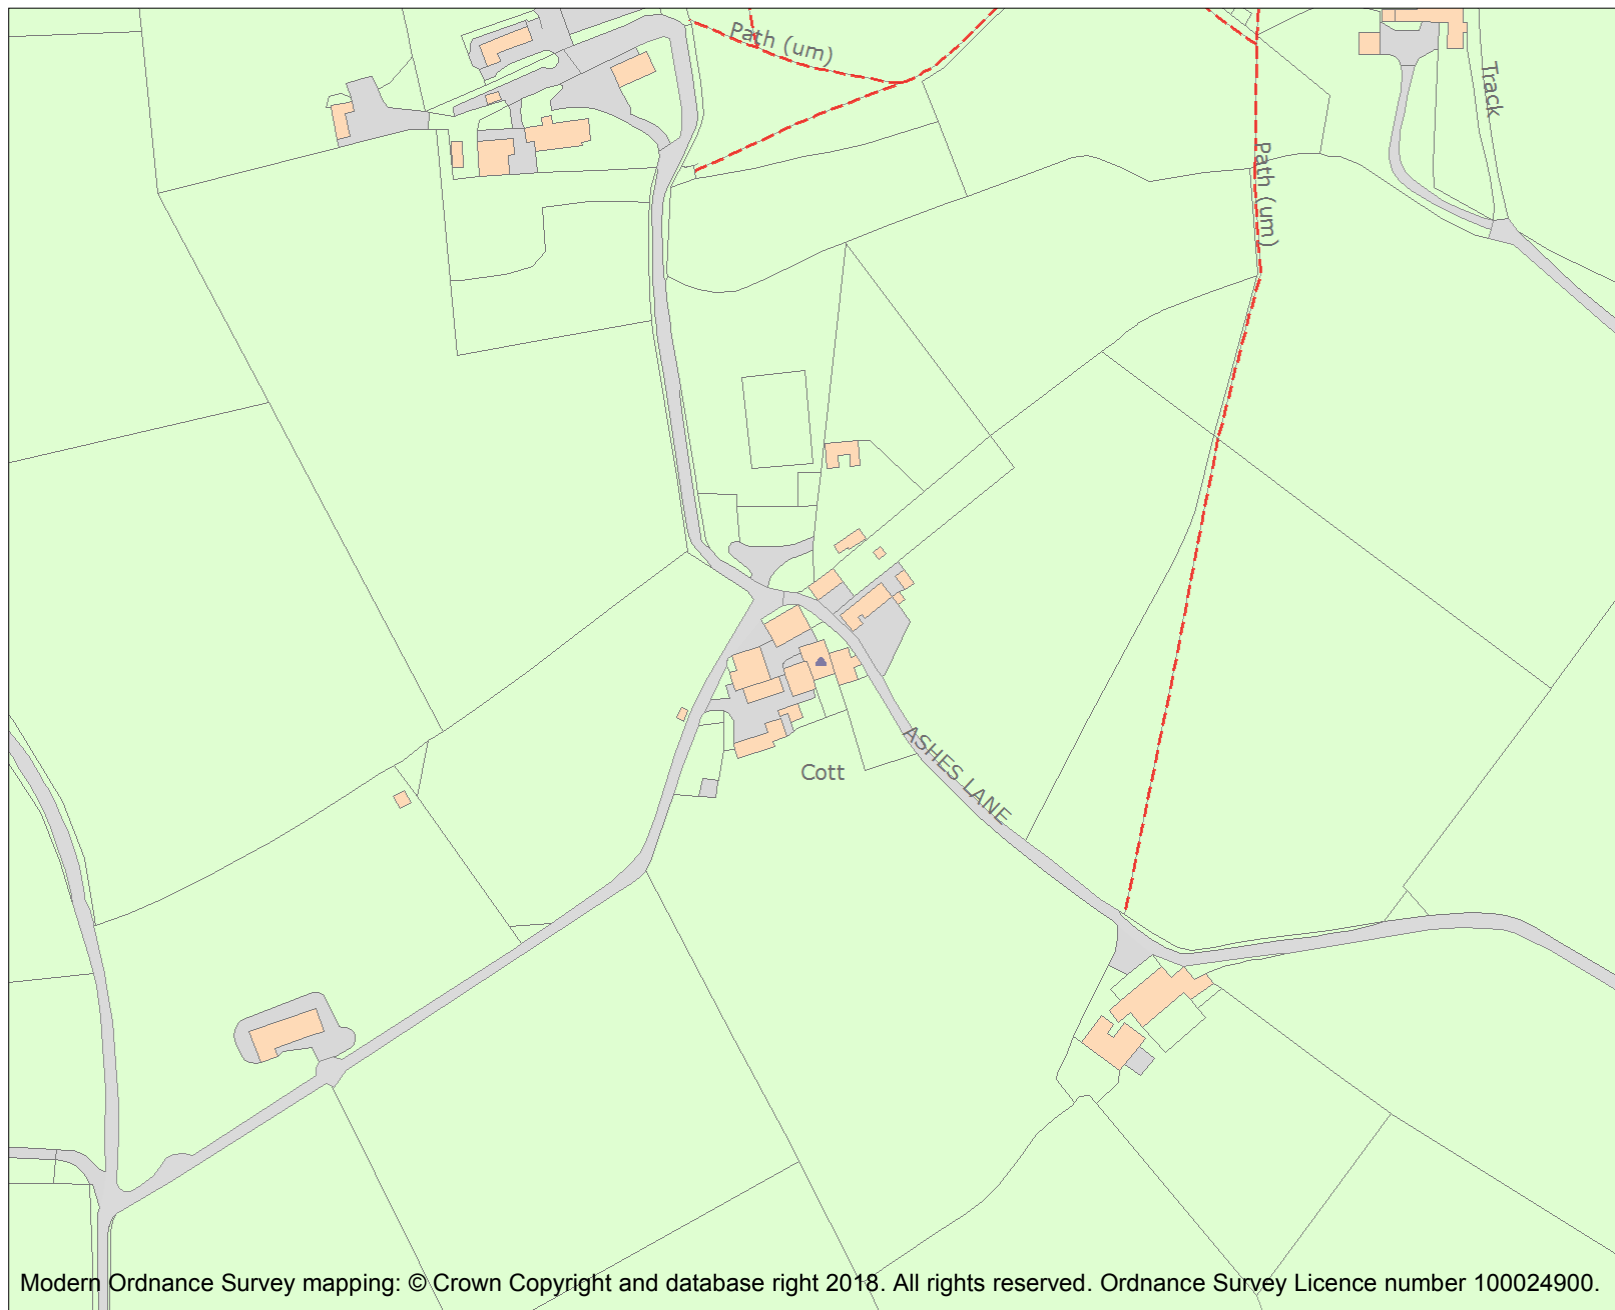 Path (um)
Track
Path (um)
ASHES LANE
Cott
Modern Ordnance Survey mapping: © Crown Copyright and database right 2018. All rights reserved. Ordnance Survey Licence number 100024900.